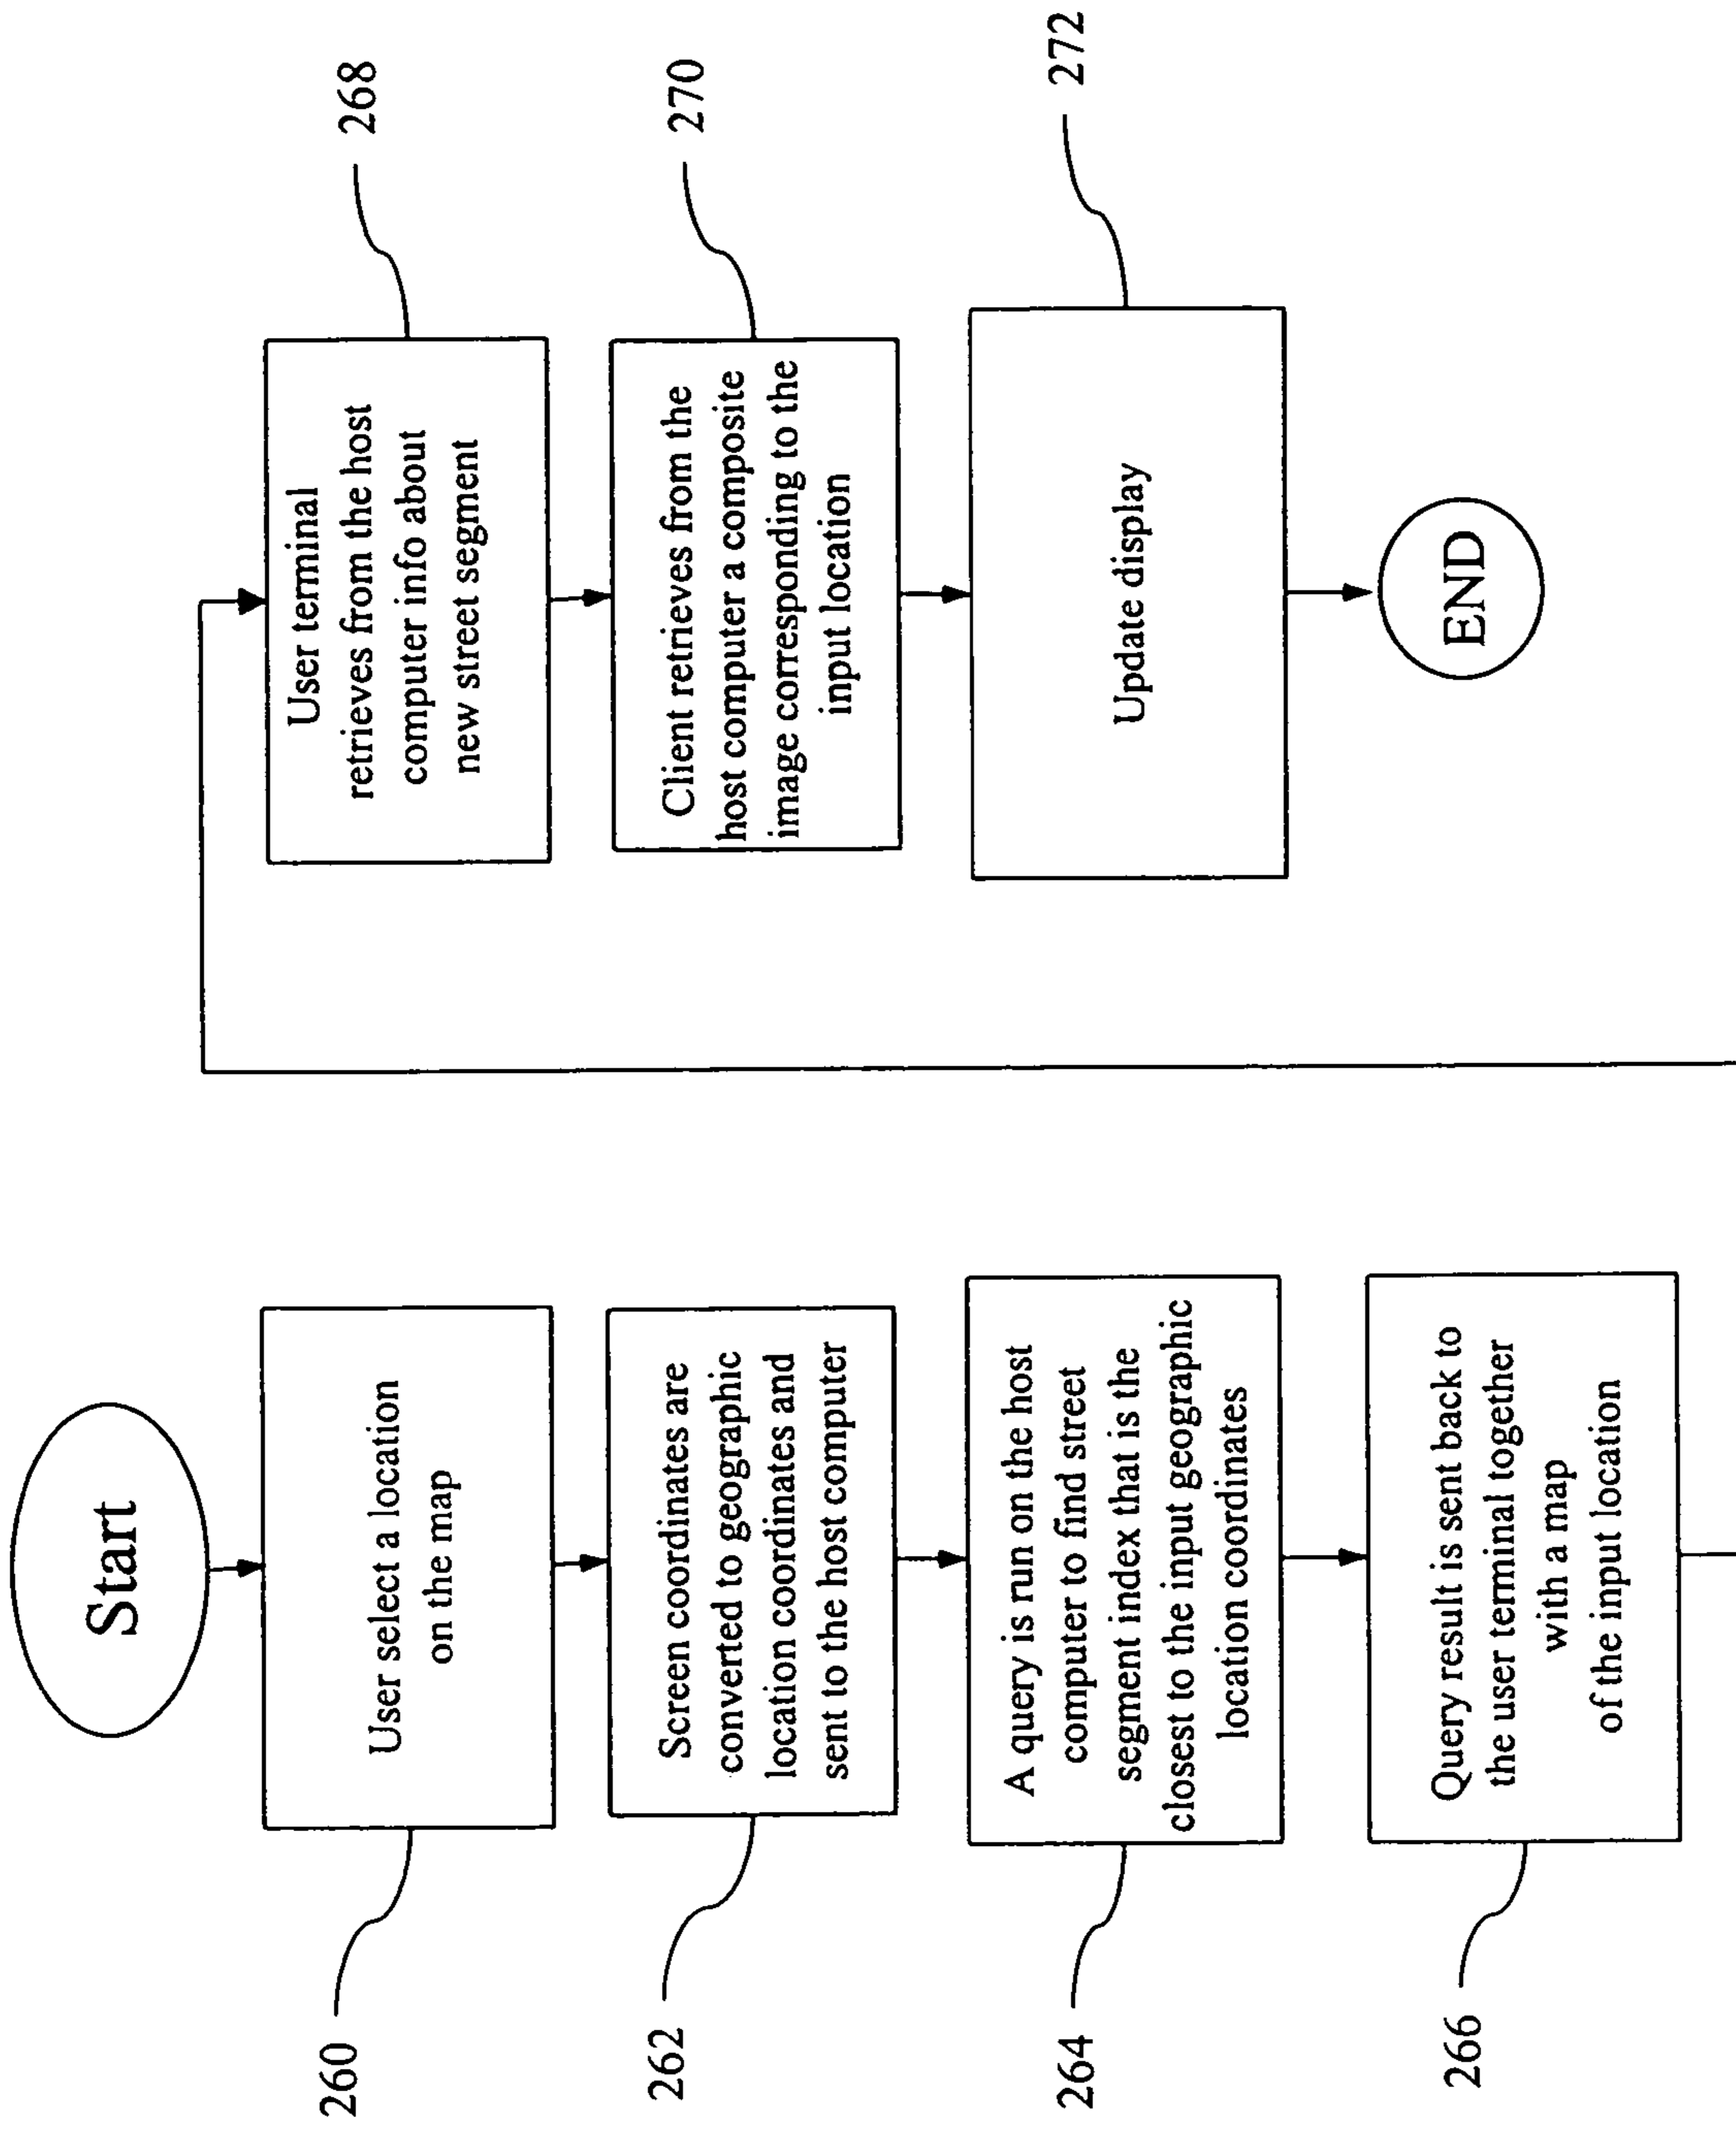 Start
User select a location
on the map
260
Screen coordinates are
converted to geographic
location coordinates and
sent to the host computer
262
A query is run on the host
computer to find street
segment index that is the
closest to the input geographic
location coordinates
264
Query result is sent back to
the user terminal together
with a map
of the input location
266
User terminal
retrieves from the host
computer info about
new street segment
268
Client retrieves from the
host computer a composite
image corresponding to the
input location
270
Update display
272
END